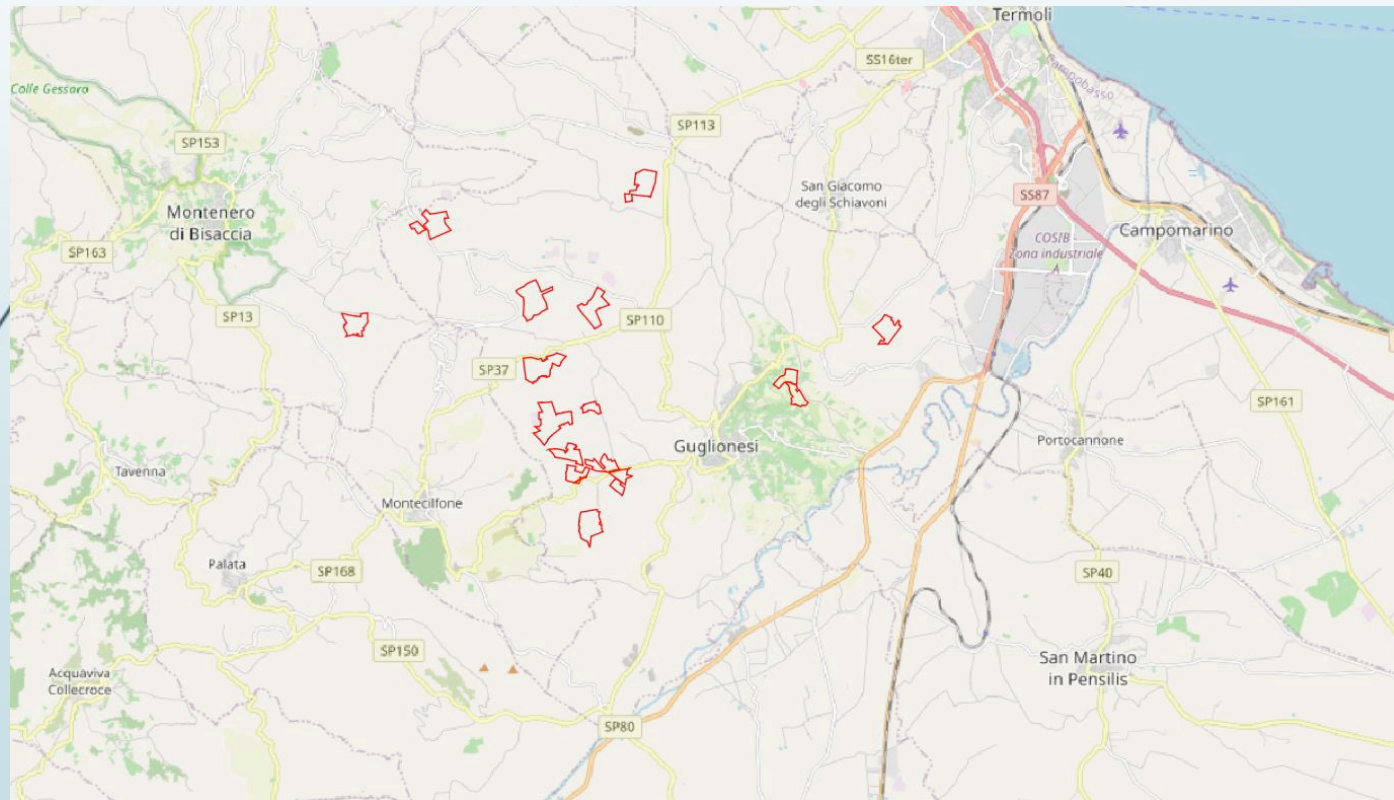 Termoli
SS16ter
Campobasso
Colle Gessaro
SP113
SP153
San Giacomo
degli Schiavoni
SS87
Montenero
di Bisaccia
Campomarino
COSIB
Zona industriale
A
SP163
SP13
SP110
SP37
SP161
Guglionesi
Portocannone
Tavenna
Montecilfone
Palata
SP168
SP40
SP150
San Martino
in Pensilis
Acquaviva
Collecroce
SP80